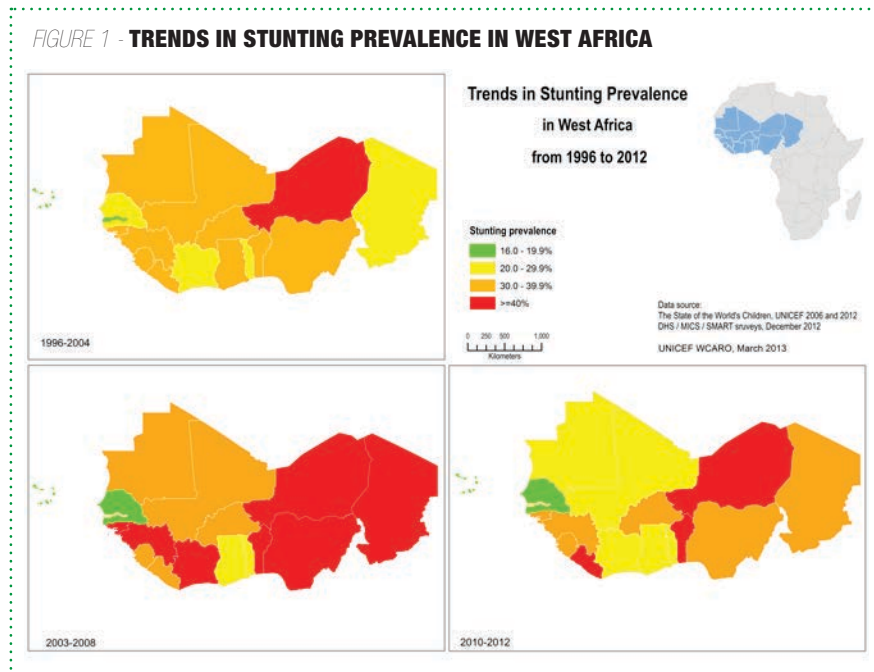 FIGURE 1 - TRENDS IN STUNTING PREVALENCE IN WEST AFRICA
Trends in Stunting Prevalence
in West Africa
from 1996 to 2012
Stunting prevalence
16.0 - 19.9%
20.0 - 29.9%
30.0 - 39.9%
>=40%
0 250 500 1,000
Kilometers
Data source:
The State of the World's Children, UNICEF 2006 and 2012
DHS / MICS / SMART sruveys, December 2012
UNICEF WCARO, March 2013
1996-2004
2003-2008
2010-2012